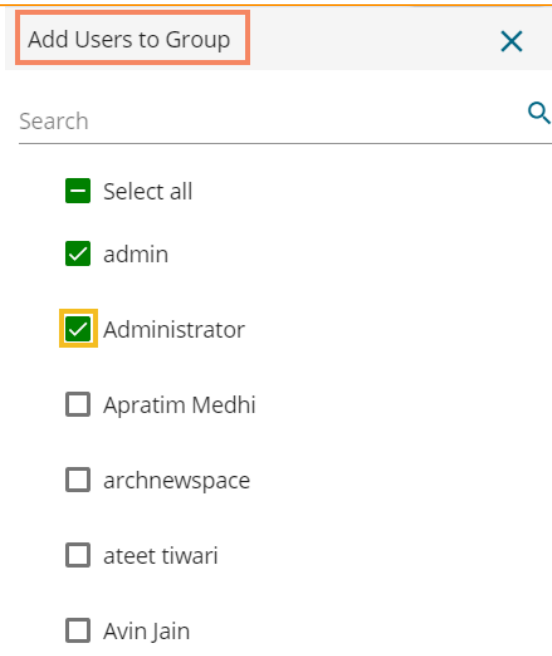 Add Users to Group
Search
Select all
admin
Administrator
Apratim Medhi
archnewspace
ateet tiwari
Avin Jain